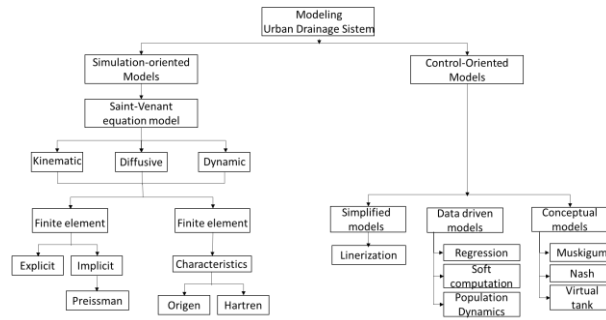 Modeling
Urban Drainage Sistem
Simulation-oriented
Models
Control-Oriented
Models
Saint-Venant
equation model
Kinematic
Diffusive
Dynamic
Finite element
Finite element
Simplified
models
Data driven
models
Conceptual
models
Explicit
Implicit
Characteristics
Linerization
Regression
Muskigum
Preissman
Origen
Hartren
Soft
computation
Nash
Population
Dynamics
Virtual
tank